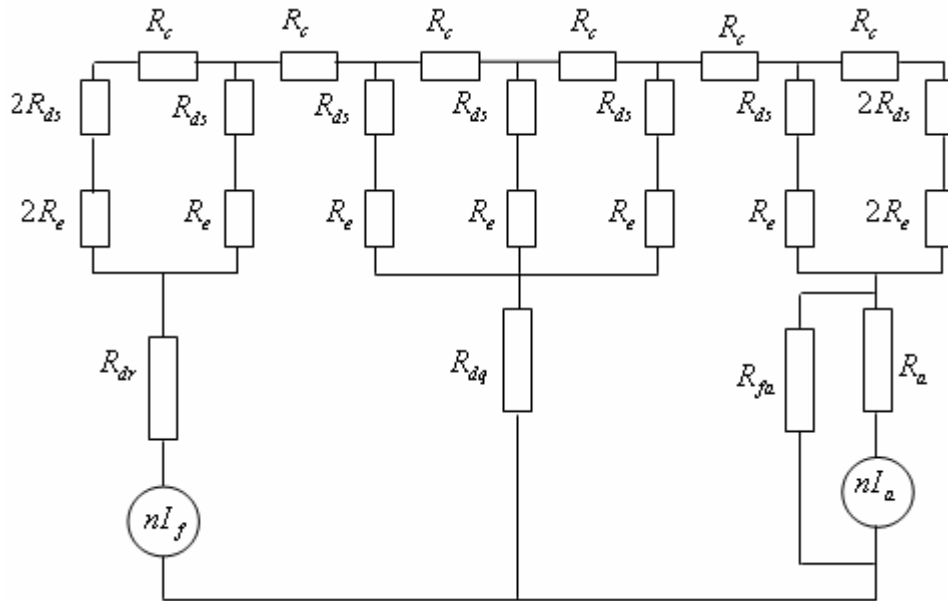 R_c R_c R_c R_c R_c R_c
2R_ds R_ds R_ds R_ds R_ds R_ds 2R_ds
2R_e R_e R_e R_e R_e R_e 2R_e
R_dr R_dq R_fa R_a
nI_f nI_a